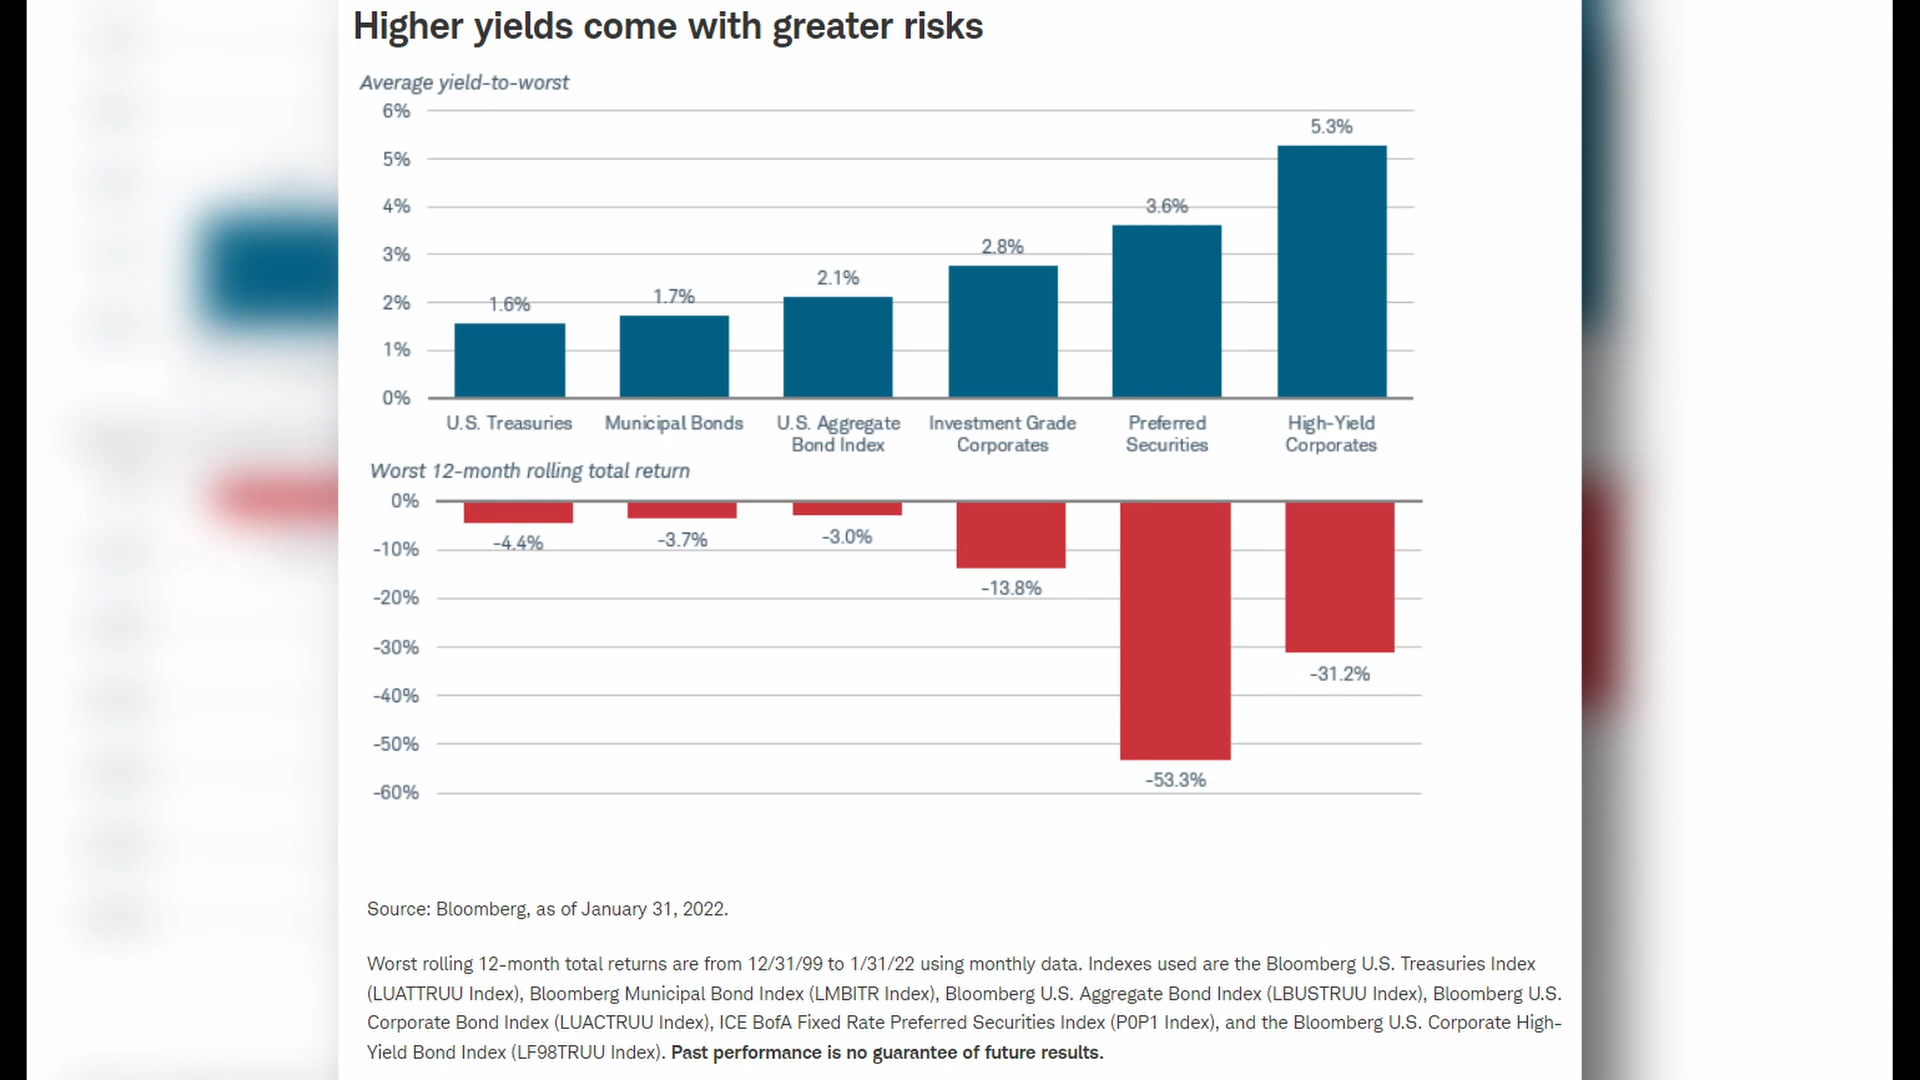 Higher yields come with greater risks
Average yield-to-worst
6%
5%
4%
3%
2%
1%
0%
1.6%
1.7%
2.1%
2.8%
3.6%
5.3%
U.S. Treasuries
Municipal Bonds
U.S. Aggregate
Bond Index
Investment Grade
Corporates
Preferred
Securities
High-Yield
Corporates
Worst 12-month rolling total return
0%
-10%
-20%
-30%
-40%
-50%
-60%
-4.4%
-3.7%
-3.0%
-13.8%
-53.3%
-31.2%
Source: Bloomberg, as of January 31, 2022.
Worst rolling 12-month total returns are from 12/31/99 to 1/31/22 using monthly data. Indexes used are the Bloomberg U.S. Treasuries Index
(LUATTRUU Index), Bloomberg Municipal Bond Index (LMBITR Index), Bloomberg U.S. Aggregate Bond Index (LBUSTRUU Index), Bloomberg U.S.
Corporate Bond Index (LUACTRUU Index), ICE BofA Fixed Rate Preferred Securities Index (P0P1 Index), and the Bloomberg U.S. Corporate High-
Yield Bond Index (LF98TRUU Index). Past performance is no guarantee of future results.